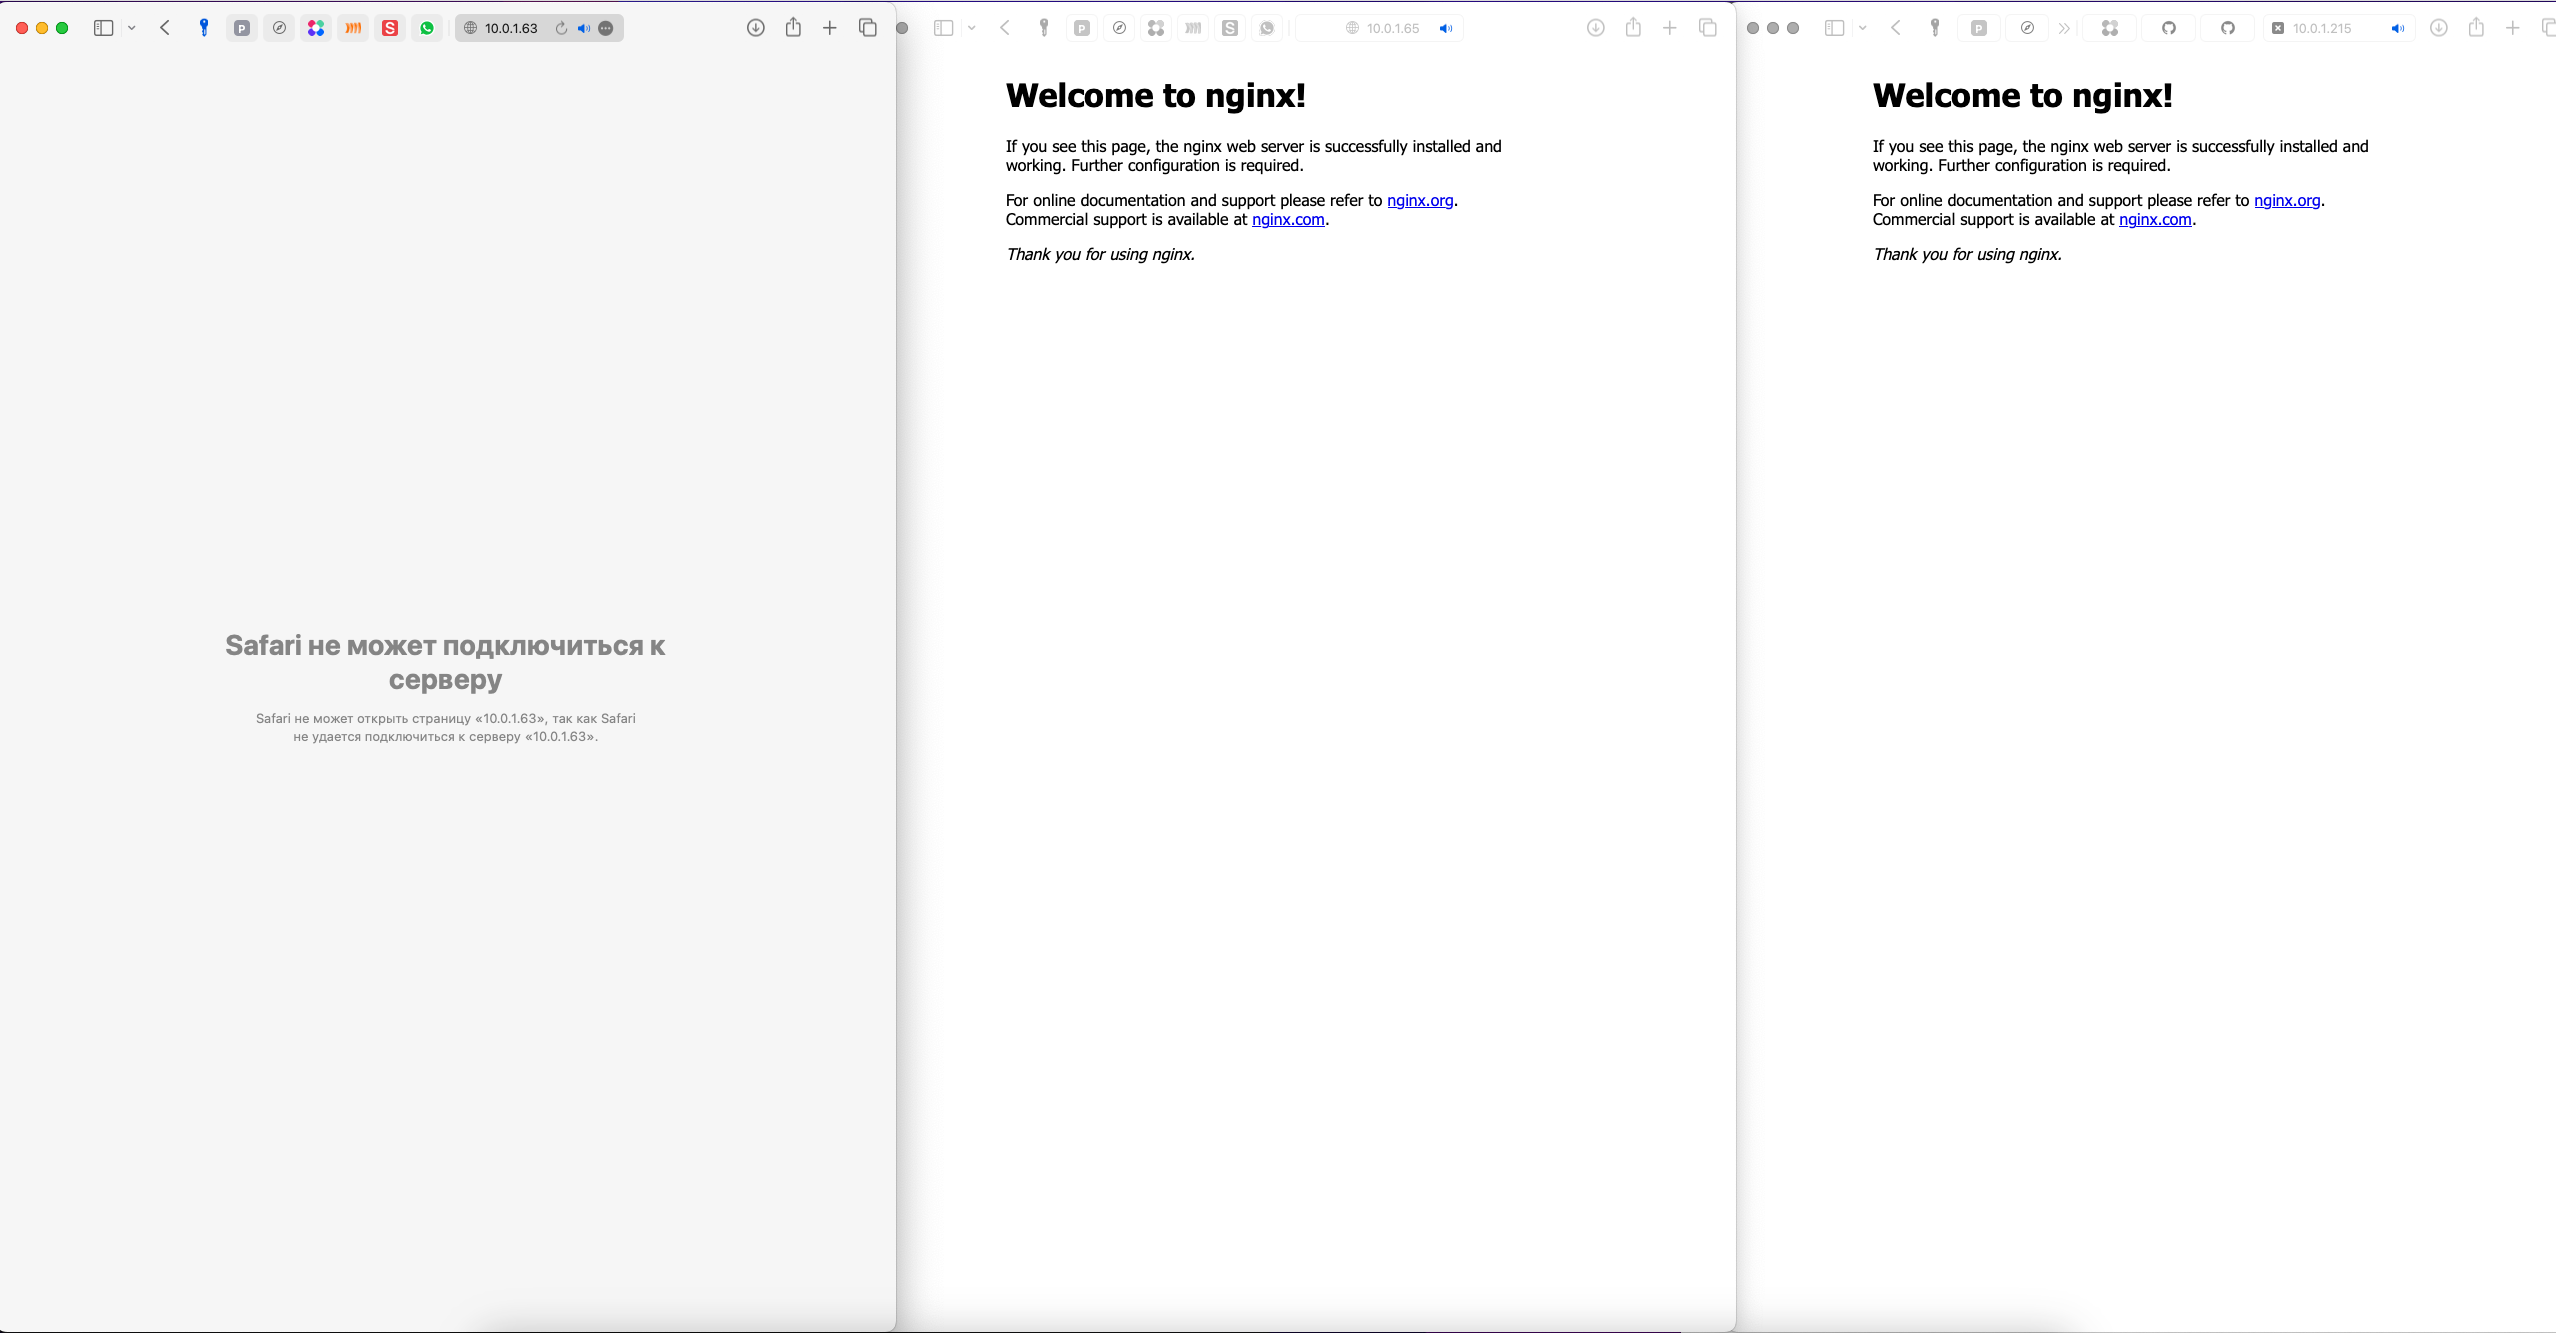 10.0.1.63
Safari не может подключиться к
серверу
Safari не может открыть страницу «10.0.1.63», так как Safari
не удается подключиться к серверу «10.0.1.63».
10.0.1.65
Welcome to nginx!
If you see this page, the nginx web server is successfully installed and
working. Further configuration is required.
For online documentation and support please refer to nginx.org.
Commercial support is available at nginx.com.
Thank you for using nginx.
10.0.1.215
Welcome to nginx!
If you see this page, the nginx web server is successfully installed and
working. Further configuration is required.
For online documentation and support please refer to nginx.org.
Commercial support is available at nginx.com.
Thank you for using nginx.